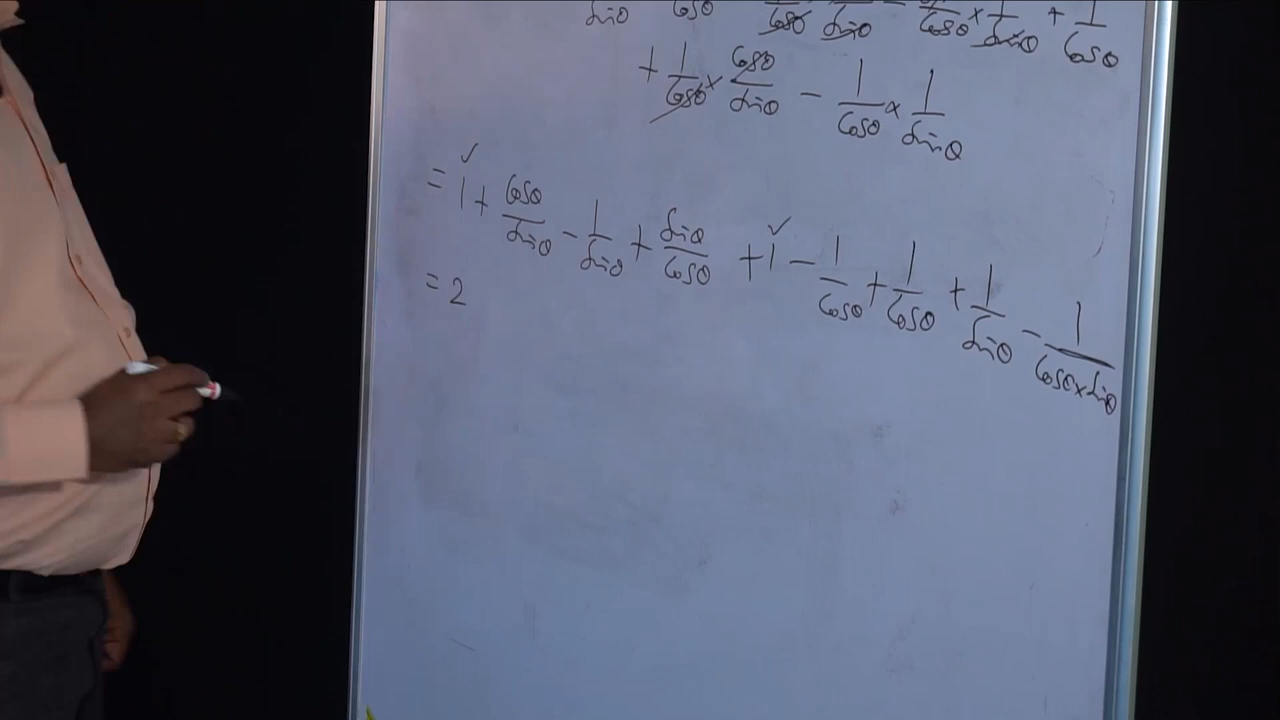 sinθ cosθ cosθ sinθ cosθ × 1/sinθ + 1/cosθ
+ 1/cosθ × cosθ/sinθ − 1/cosθ × 1/sinθ
= 1 + cosθ/sinθ − 1/sinθ + sinθ/cosθ + 1 − 1/cosθ + 1/cosθ + 1/sinθ − 1/cosθ×sinθ
= 2